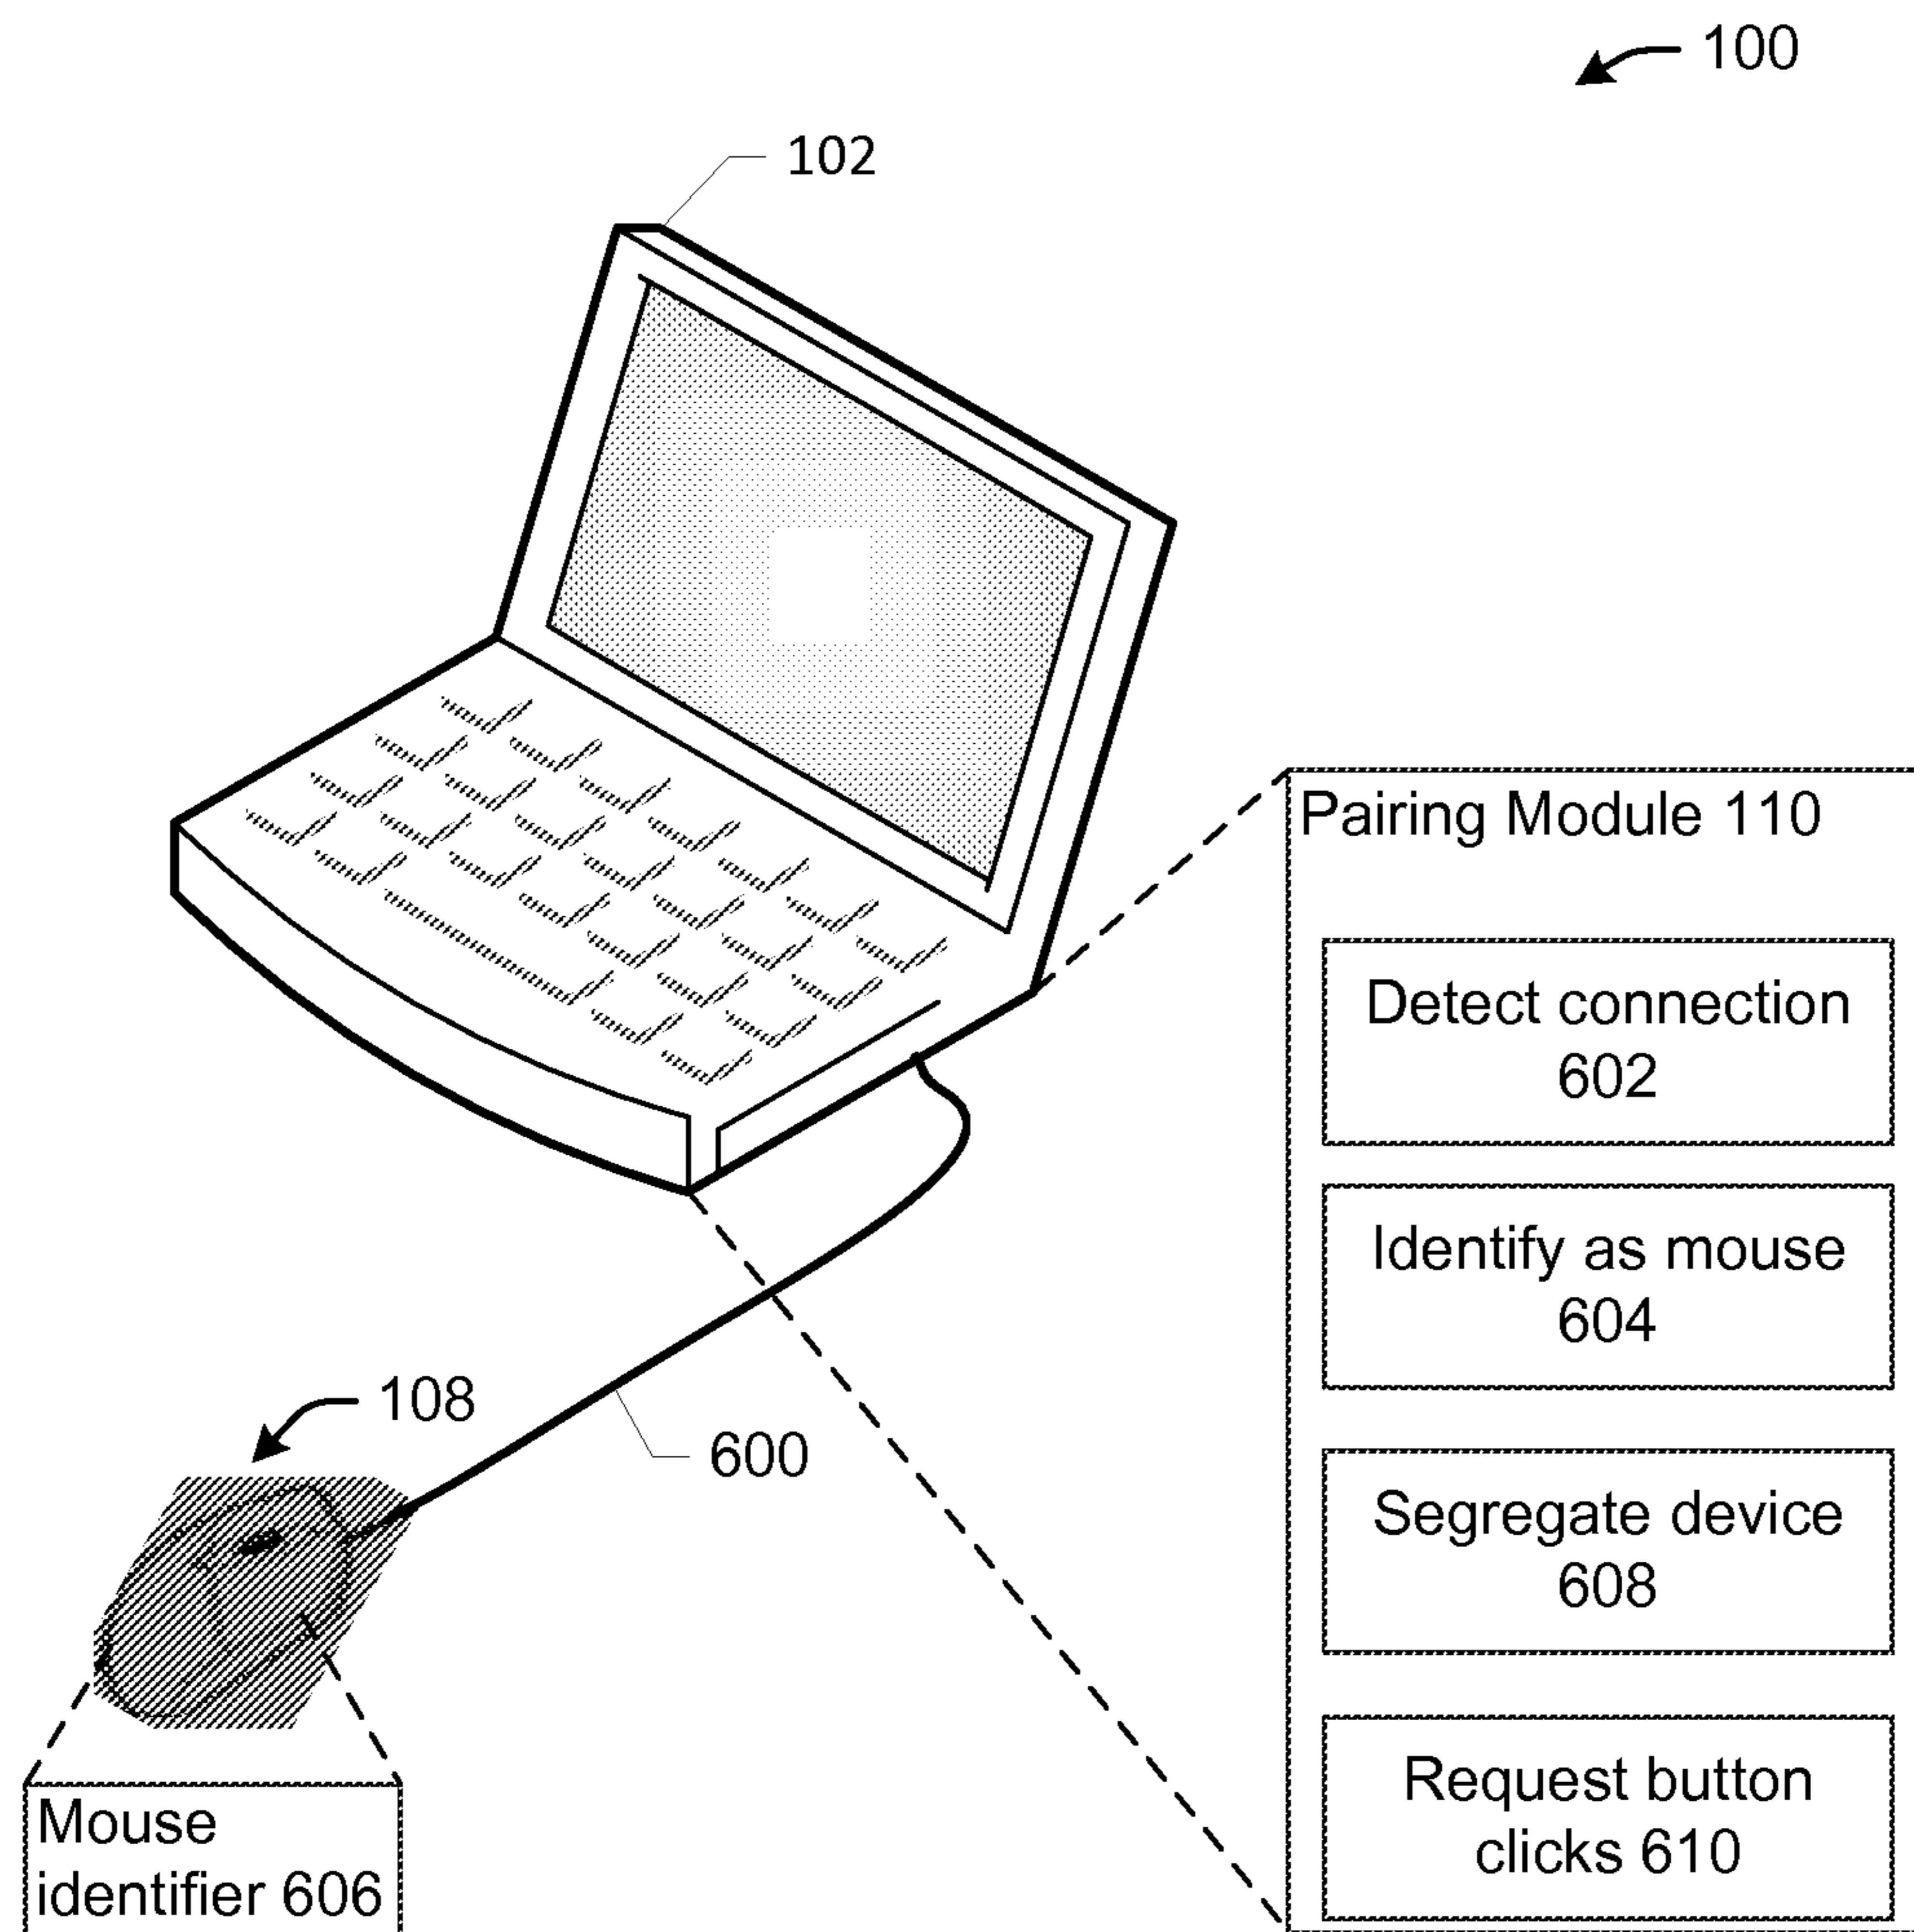 100
102
Pairing Module 110
Detect connection
602
Identify as mouse
604
108
600
Segregate device
608
Request button
clicks 610
Mouse
identifier 606